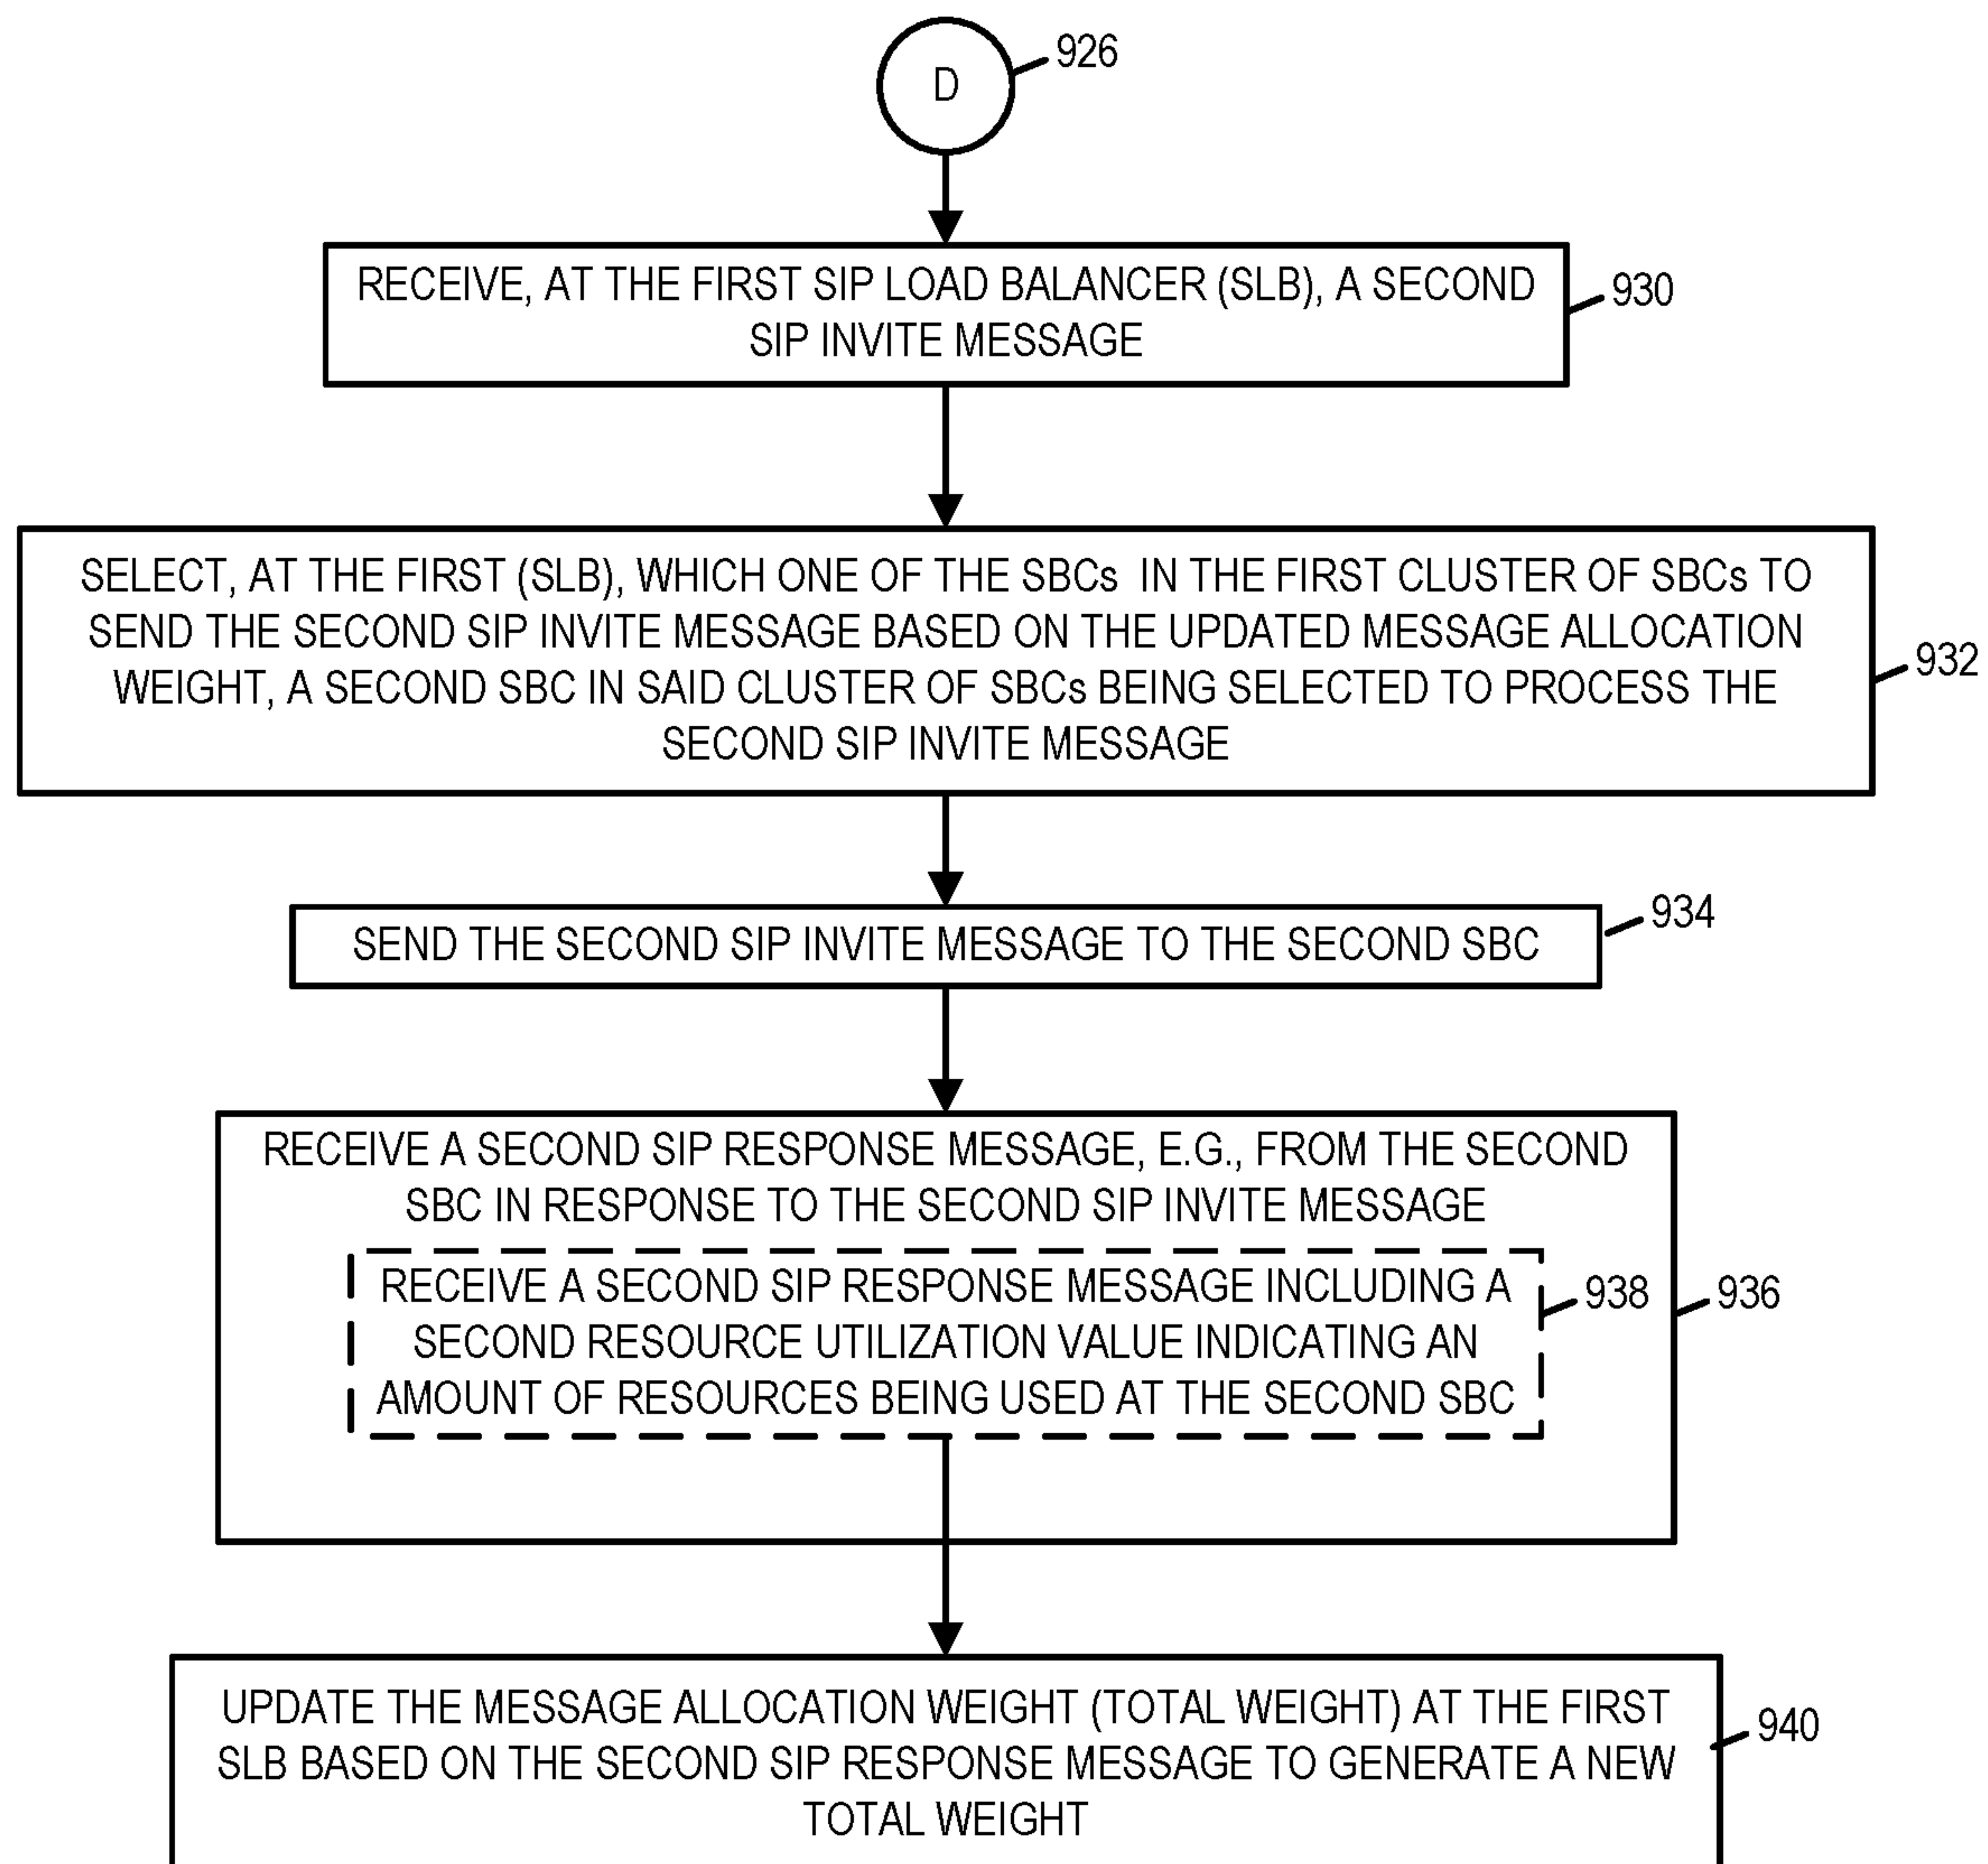 D
926
RECEIVE, AT THE FIRST SIP LOAD BALANCER (SLB), A SECOND
SIP INVITE MESSAGE
930
SELECT, AT THE FIRST (SLB), WHICH ONE OF THE SBCs IN THE FIRST CLUSTER OF SBCs TO
SEND THE SECOND SIP INVITE MESSAGE BASED ON THE UPDATED MESSAGE ALLOCATION
WEIGHT, A SECOND SBC IN SAID CLUSTER OF SBCs BEING SELECTED TO PROCESS THE
SECOND SIP INVITE MESSAGE
932
SEND THE SECOND SIP INVITE MESSAGE TO THE SECOND SBC
934
RECEIVE A SECOND SIP RESPONSE MESSAGE, E.G., FROM THE SECOND
SBC IN RESPONSE TO THE SECOND SIP INVITE MESSAGE
RECEIVE A SECOND SIP RESPONSE MESSAGE INCLUDING A
SECOND RESOURCE UTILIZATION VALUE INDICATING AN
AMOUNT OF RESOURCES BEING USED AT THE SECOND SBC
938
936
UPDATE THE MESSAGE ALLOCATION WEIGHT (TOTAL WEIGHT) AT THE FIRST
SLB BASED ON THE SECOND SIP RESPONSE MESSAGE TO GENERATE A NEW
TOTAL WEIGHT
940